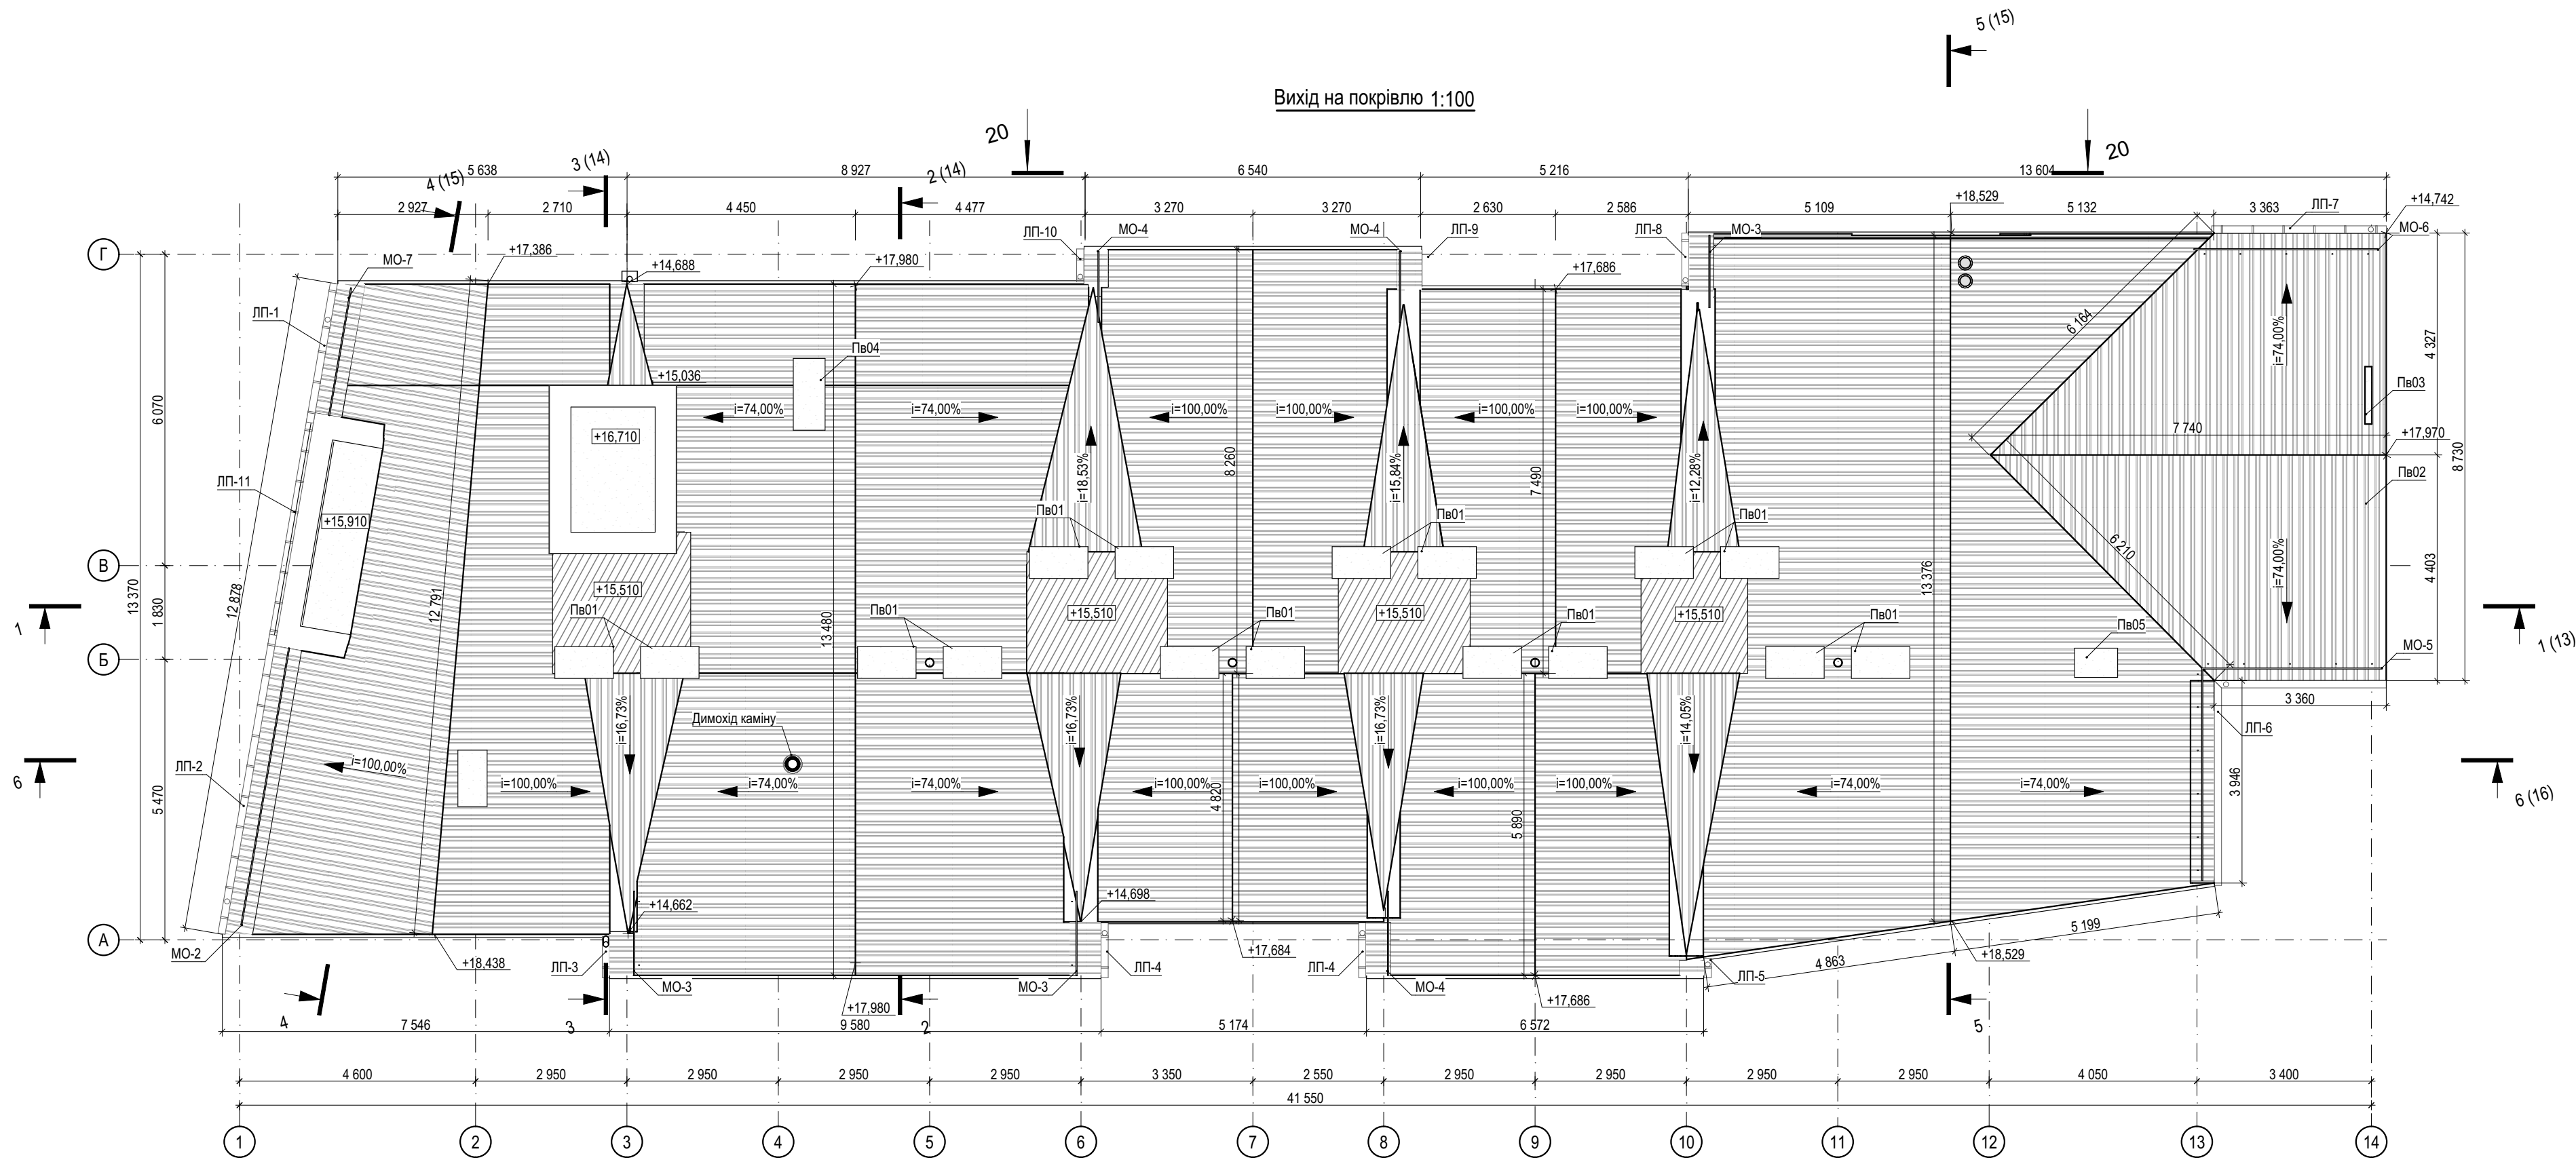 5 (15)
Вихід на покрівлю 1:100
20
20
3 (14)
4 (15)
2 (14)
5 638
8 927
6 540
5 216
13 604
2 927
2 710
4 450
4 477
3 270
3 270
2 630
2 586
5 109
+18,529
5 132
3 363
ЛП-7
+14,742
Г
МО-7
+17,386
+14,688
+17,980
ЛП-10
МО-4
МО-4
ЛП-9
+17,686
ЛП-8
МО-3
МО-6
ЛП-1
6 164
i=74,00%
4 327
Пв04
+15,036
Пв03
6 070
i=74,00%
i=74,00%
i=100,00%
i=100,00%
i=100,00%
i=100,00%
+16,710
7 740
+17,970
8 730
i=18,53%
8 260
i=15,84%
7 490
i=12,28%
Пв02
ЛП-11
+15,910
Пв01
Пв01
Пв01
6 210
В
13 370
12 878
1 830
12 791
+15,510
13 480
+15,510
+15,510
+15,510
13 376
i=74,00%
4 403
1
Пв01
Пв01
Пв01
Пв01
Пв01
Пв05
1 (13)
Б
МО-5
3 360
Димохід каміну
i=16,73%
i=16,73%
i=16,73%
i=14,05%
ЛП-6
6
ЛП-2
i=100,00%
i=100,00%
i=74,00%
i=74,00%
i=100,00%
i=100,00%
i=100,00%
i=100,00%
i=74,00%
i=74,00%
3 946
6 (16)
5 470
4 820
5 890
+14,662
+14,698
А
МО-2
+18,438
ЛП-3
МО-3
МО-3
ЛП-4
+17,684
ЛП-4
МО-4
ЛП-5
4 863
5 199
+18,529
+17,980
+17,686
4
3
2
5
7 546
9 580
5 174
6 572
4 600
2 950
2 950
2 950
2 950
3 350
2 550
2 950
2 950
2 950
2 950
4 050
3 400
41 550
1
2
3
4
5
6
7
8
9
10
11
12
13
14